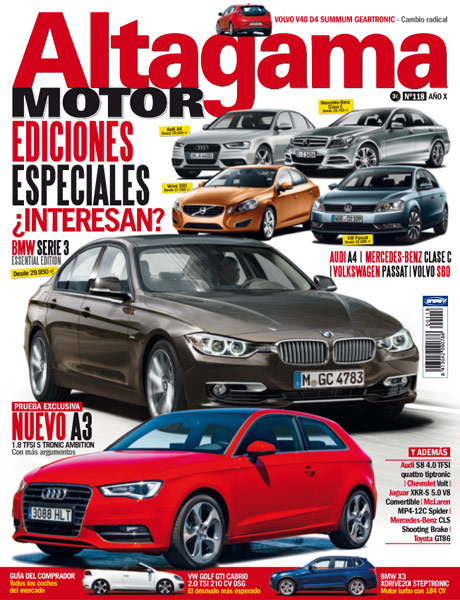 VOLVO V40 D4 SUMMUM GEARTRONIC - Cambio radical
Altagama
MOTOR
3€ Nº118 AÑO X
EDICIONES
ESPECIALES
¿INTERESAN?
BMW SERIE 3
ESSENTIAL EDITION
Desde 29.950 €
Audi A4
Mercedes-Benz
Clase C
Volvo S60
VW Passat
AUDI A4 | MERCEDES-BENZ CLASE C
| VOLKSWAGEN PASSAT | VOLVO S60
M GC 4783
PRUEBA EXCLUSIVA
NUEVO A3
1.8 TFSI S TRONIC AMBITION
Con más argumentos
3088 HLT
Y ADEMÁS
Audi S8 4.0 TFSI
quattro tiptronic
| Chevrolet Volt |
Jaguar XKR-S 5.0 V8
Convertible | McLaren
MP4-12C Spider |
Mercedes-Benz CLS
Shooting Brake |
Toyota GT86
GUÍA DEL COMPRADOR
Todos los coches
del mercado
VW GOLF GTI CABRIO
2.0 TSI 210 CV DSG
El desnudo más esperado
BMW X3
XDRIVE20I STEPTRONIC
Motor turbo con 184 CV